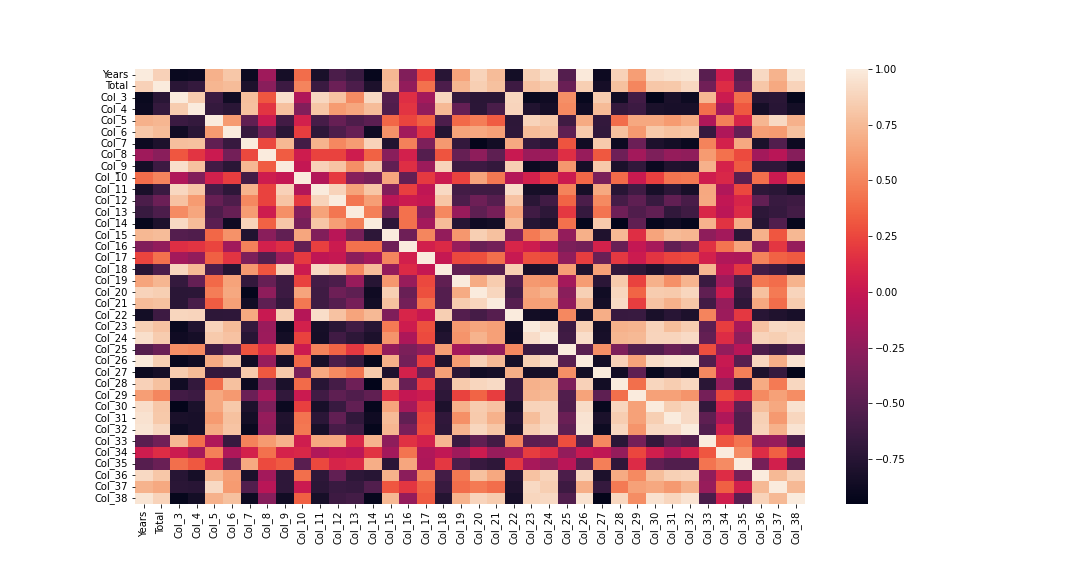 Years
Total
Col_3
Col_4
Col_5
Col_6
Col_7
Col_8
Col_9
Col_10
Col_11
Col_12
Col_13
Col_14
Col_15
Col_16
Col_17
Col_18
Col_19
Col_20
Col_21
Col_22
Col_23
Col_24
Col_25
Col_26
Col_27
Col_28
Col_29
Col_30
Col_31
Col_32
Col_33
Col_34
Col_35
Col_36
Col_37
Col_38
Years
Total
Col_3
Col_4
Col_5
Col_6
Col_7
Col_8
Col_9
Col_10
Col_11
Col_12
Col_13
Col_14
Col_15
Col_16
Col_17
Col_18
Col_19
Col_20
Col_21
Col_22
Col_23
Col_24
Col_25
Col_26
Col_27
Col_28
Col_29
Col_30
Col_31
Col_32
Col_33
Col_34
Col_35
Col_36
Col_37
Col_38
1.00
0.75
0.50
0.25
0.00
−0.25
−0.50
−0.75